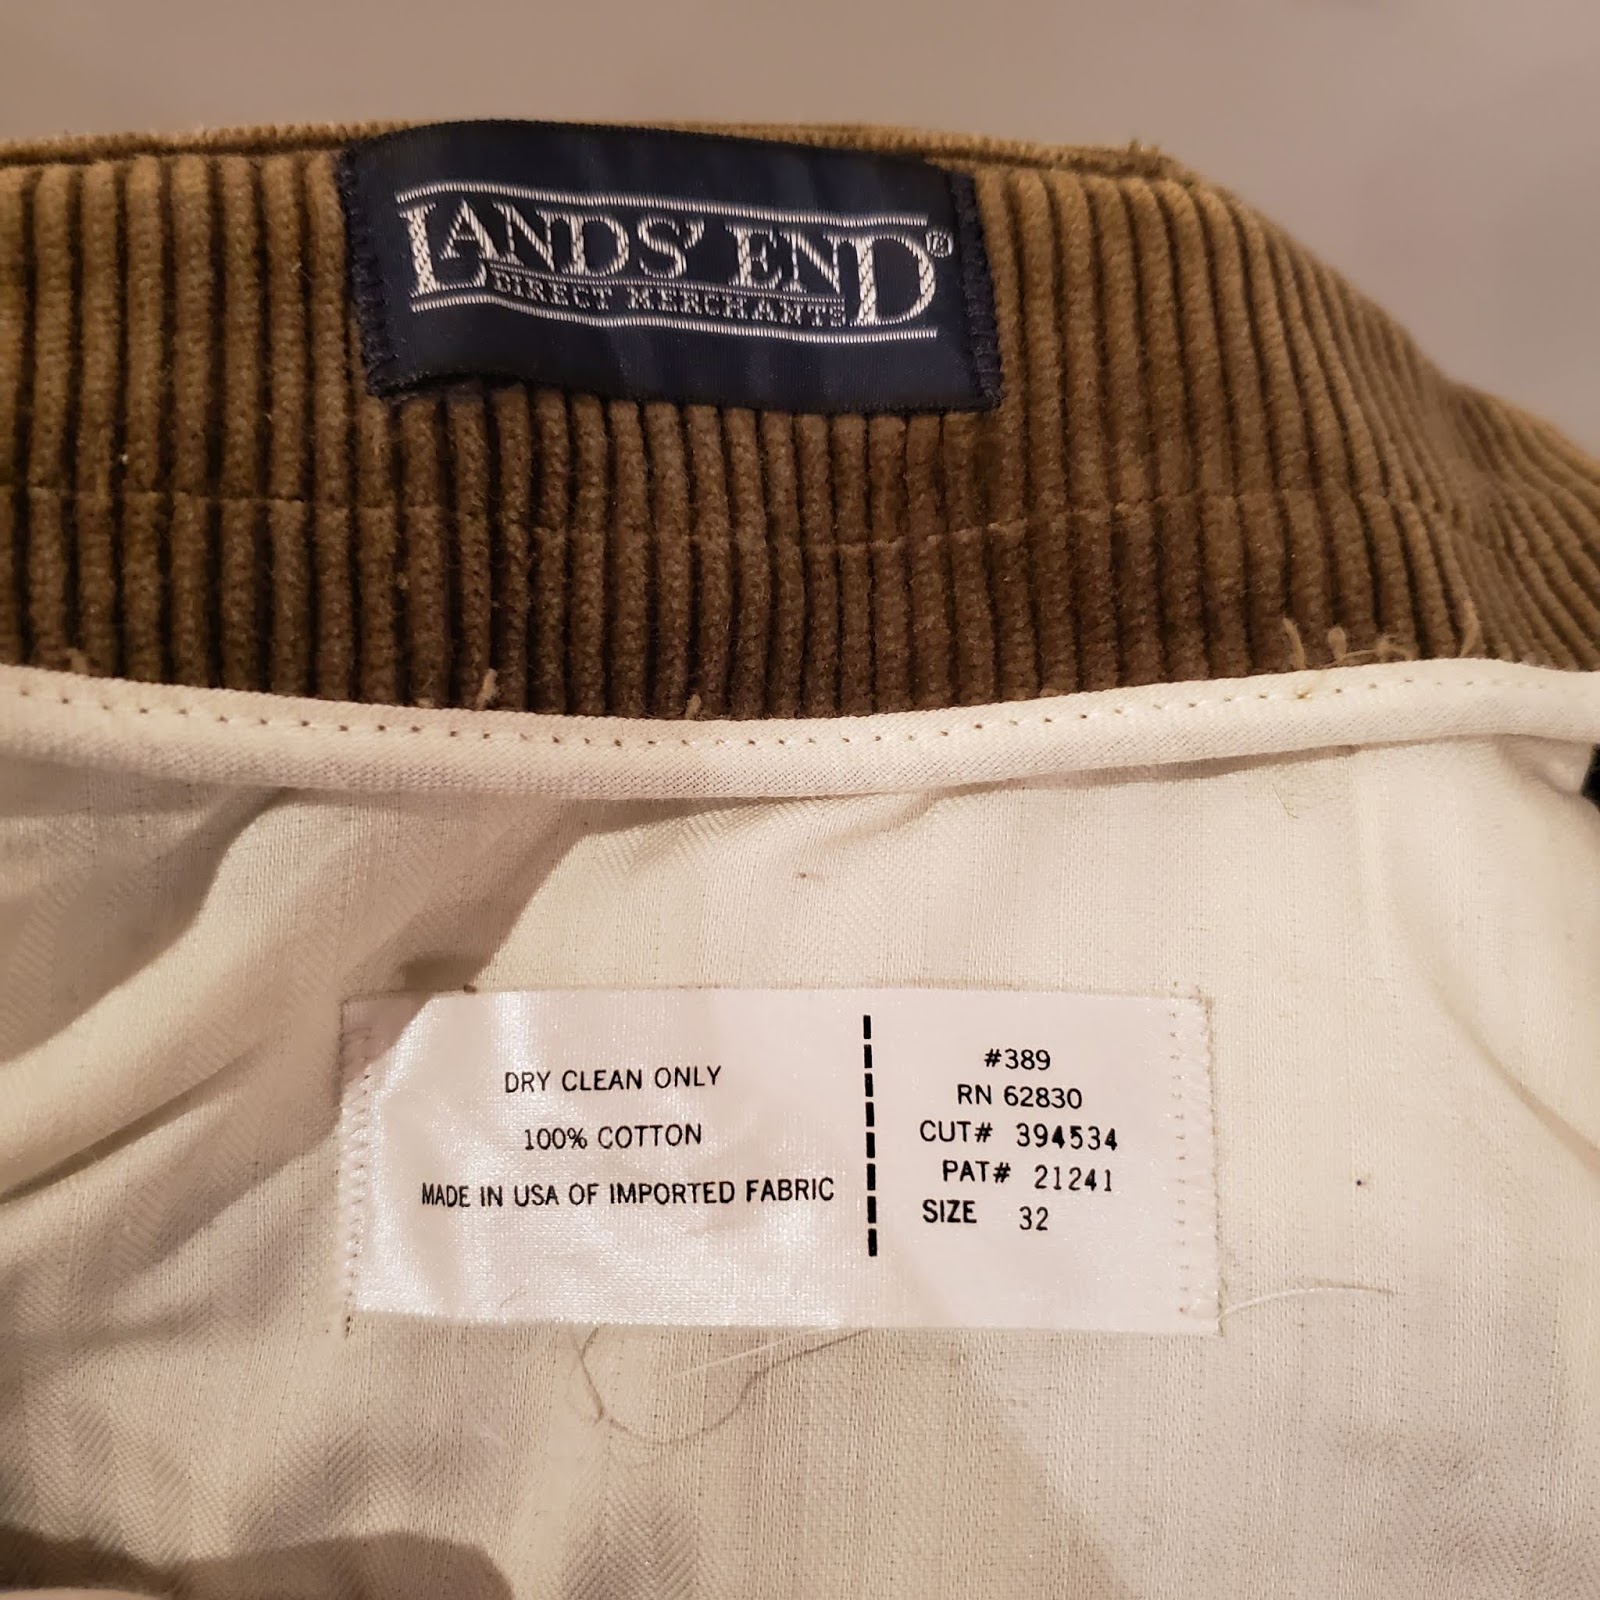 LANDS' END®
DIRECT MERCHANTS
DRY CLEAN ONLY
100% COTTON
MADE IN USA OF IMPORTED FABRIC
#389
RN 62830
CUT# 394534
PAT# 21241
SIZE 32